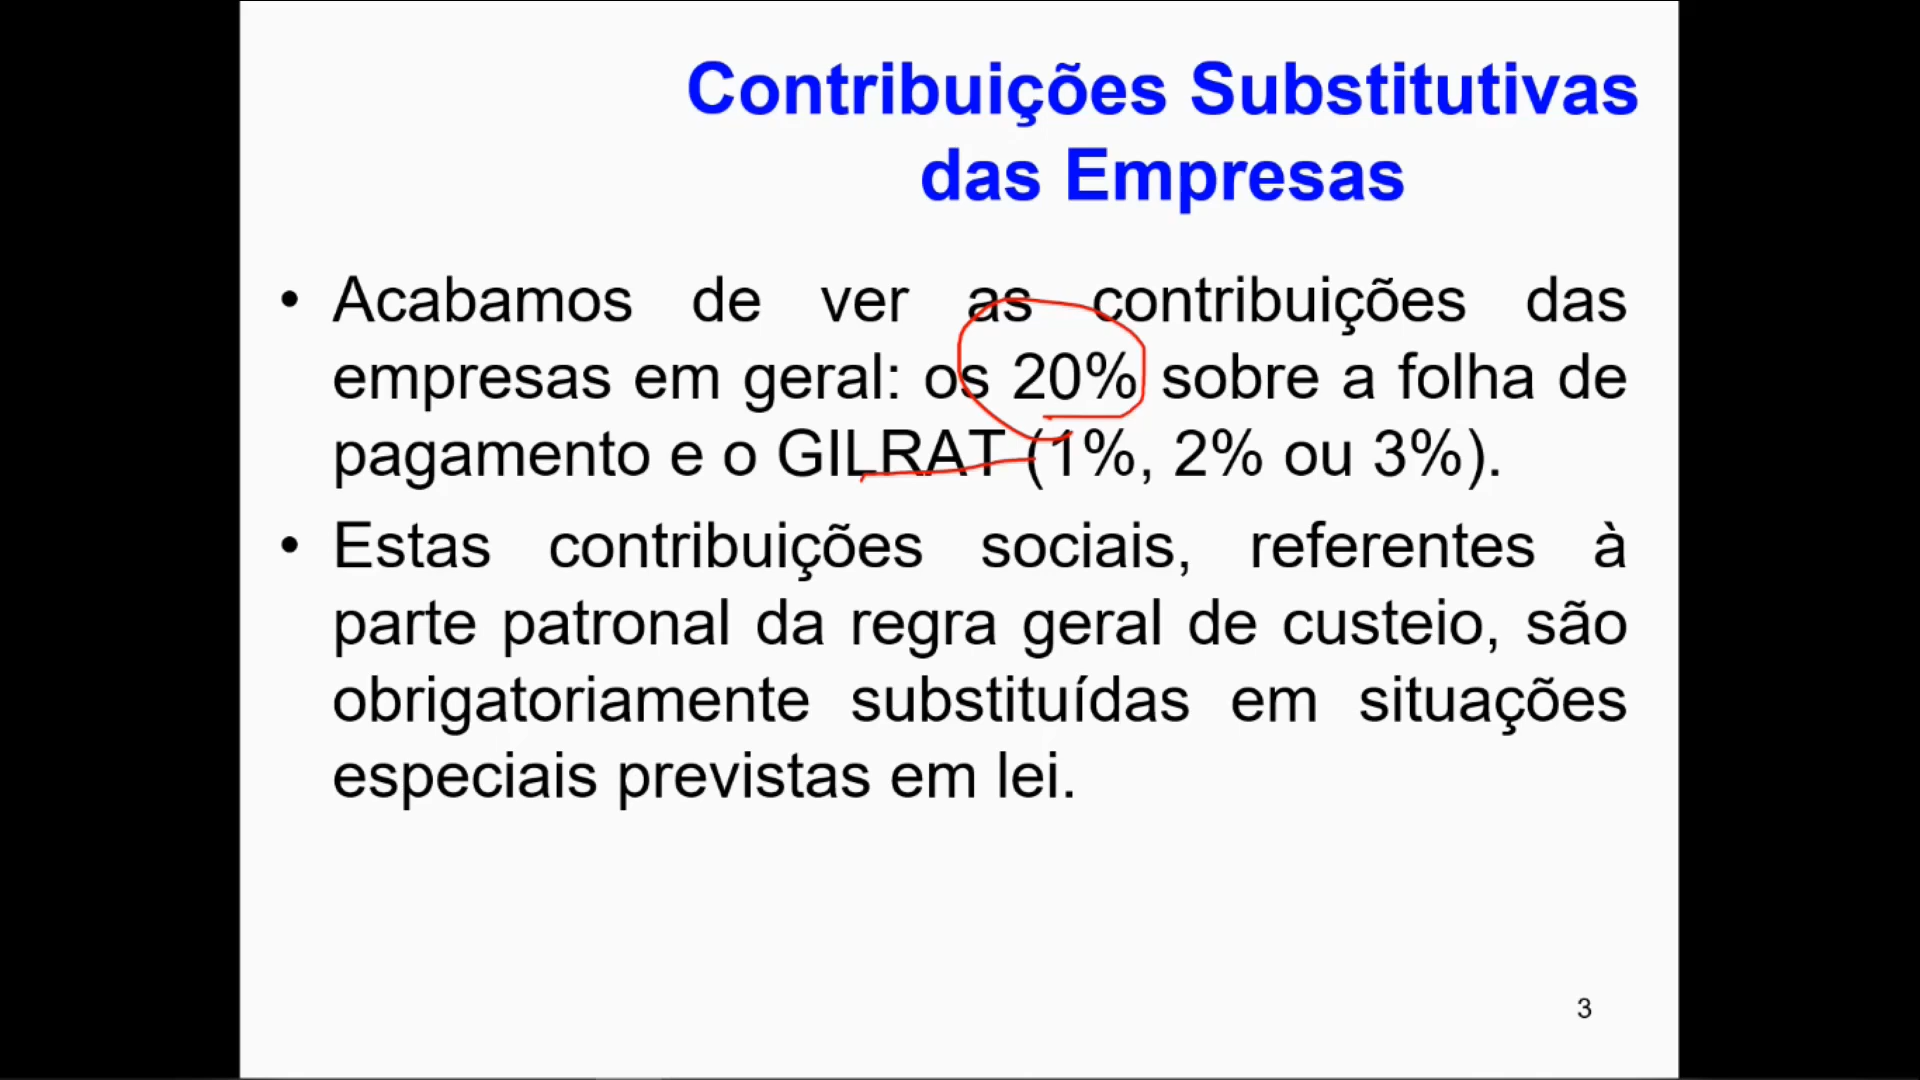 Contribuições Substitutivas
das Empresas
• Acabamos de ver as contribuições das
empresas em geral: os 20% sobre a folha de
pagamento e o GILRAT (1%, 2% ou 3%).
• Estas contribuições sociais, referentes à
parte patronal da regra geral de custeio, são
obrigatoriamente substituídas em situações
especiais previstas em lei.
3